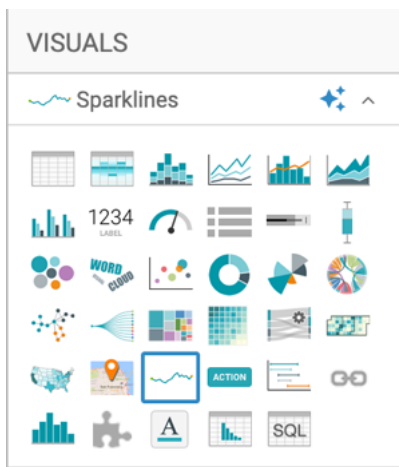 VISUALS
Sparklines
1234
LABEL
WORD
CLOUD
ACTION
A
SQL